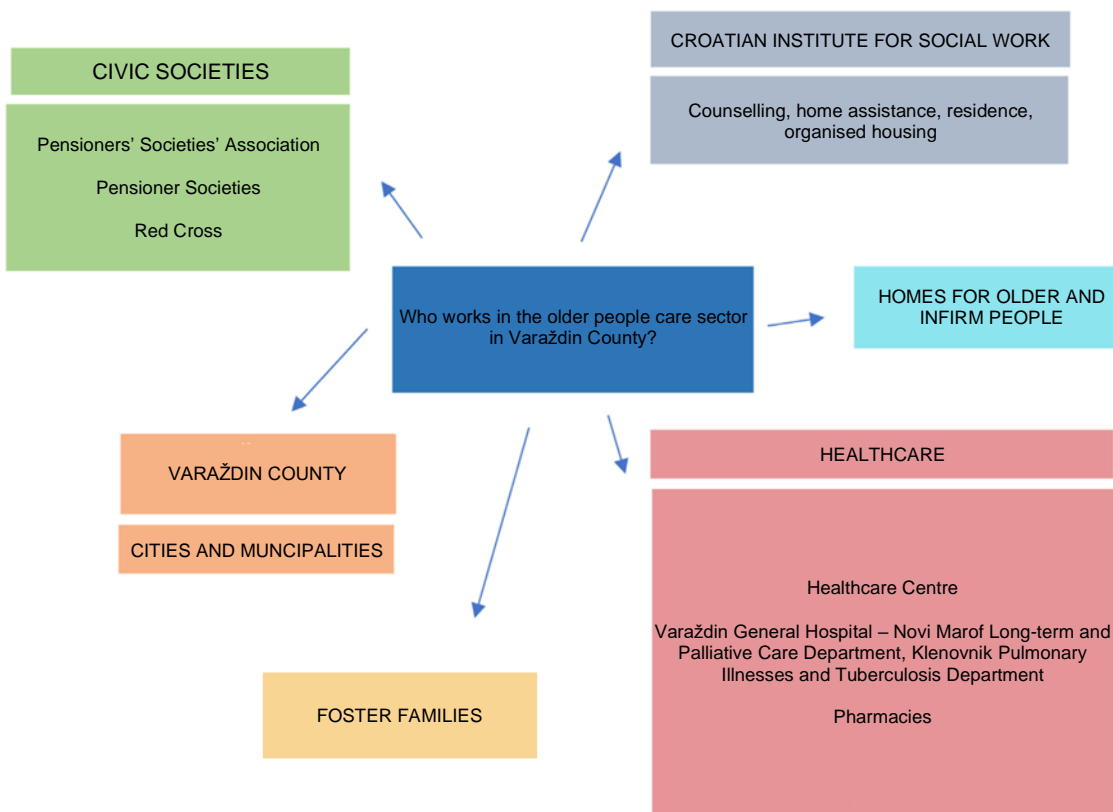 CIVIC SOCIETIES
Pensioners' Societies' Association
Pensioner Societies
Red Cross
CROATIAN INSTITUTE FOR SOCIAL WORK
Counselling, home assistance, residence,
organised housing
Who works in the older people care sector
in Varaždin County?
HOMES FOR OLDER AND
INFIRM PEOPLE
VARAŽDIN COUNTY
CITIES AND MUNCIPALITIES
FOSTER FAMILIES
HEALTHCARE
Healthcare Centre
Varaždin General Hospital – Novi Marof Long-term and
Palliative Care Department, Klenovnik Pulmonary
Illnesses and Tuberculosis Department
Pharmacies